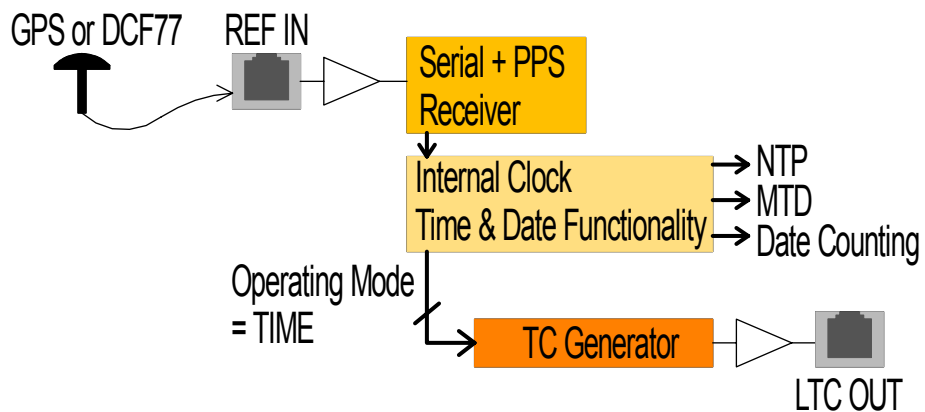 GPS or DCF77
REF IN
Serial + PPS
Receiver
Internal Clock
Time & Date Functionality
NTP
MTD
Date Counting
Operating Mode
= TIME
TC Generator
LTC OUT